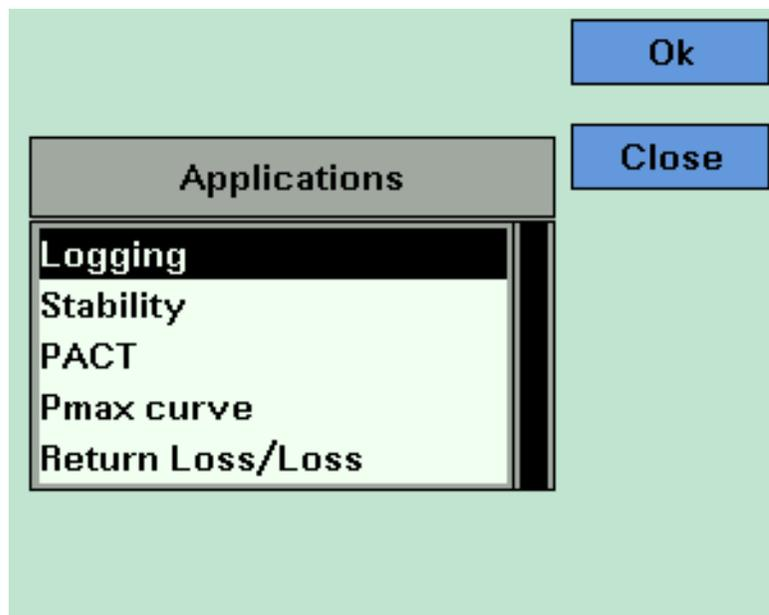 Ok
Close
Applications
Logging
Stability
PACT
Pmax curve
Return Loss/Loss